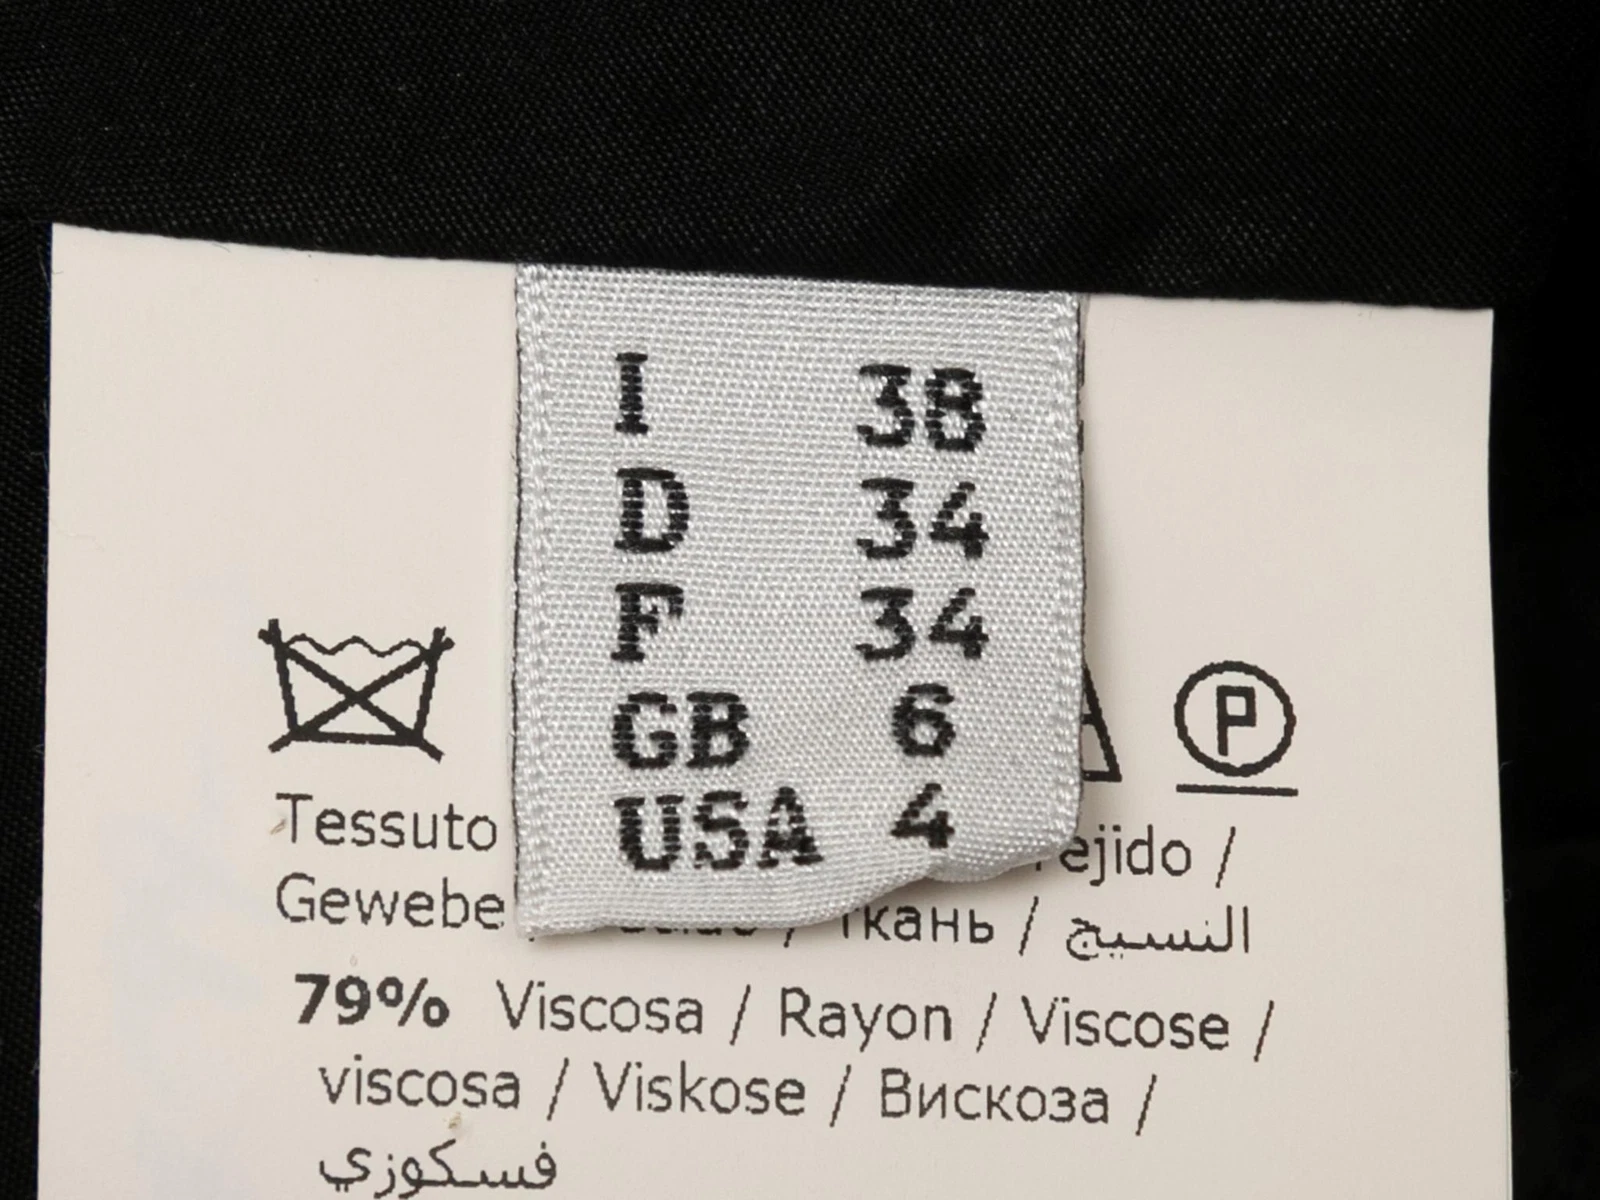 I 38
D 34
F 34
GB 6
USA 4
P
Tessuto ejido /
Gewebe / Ткань / النسيج
79% Viscosa / Rayon / Viscose /
viscosa / Viskose / Вискоза /
فسكوزي